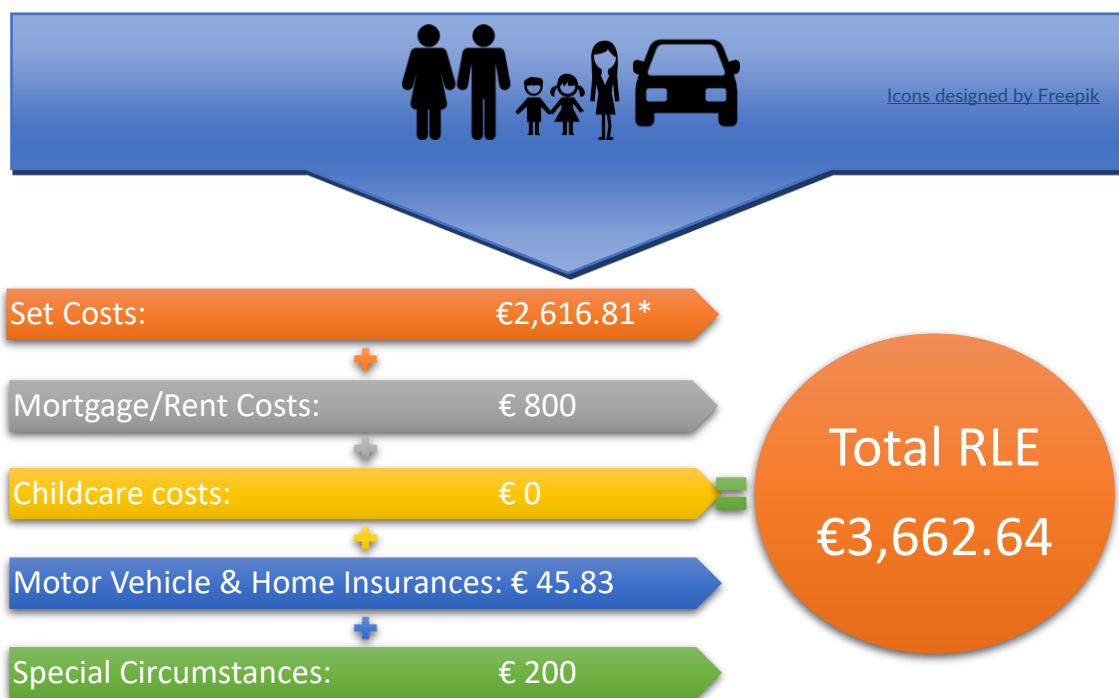 Icons designed by Freepik
Set Costs: €2,616.81*
Mortgage/Rent Costs: € 800
Childcare costs: € 0
Motor Vehicle & Home Insurances: € 45.83
Special Circumstances: € 200
Total RLE
€3,662.64